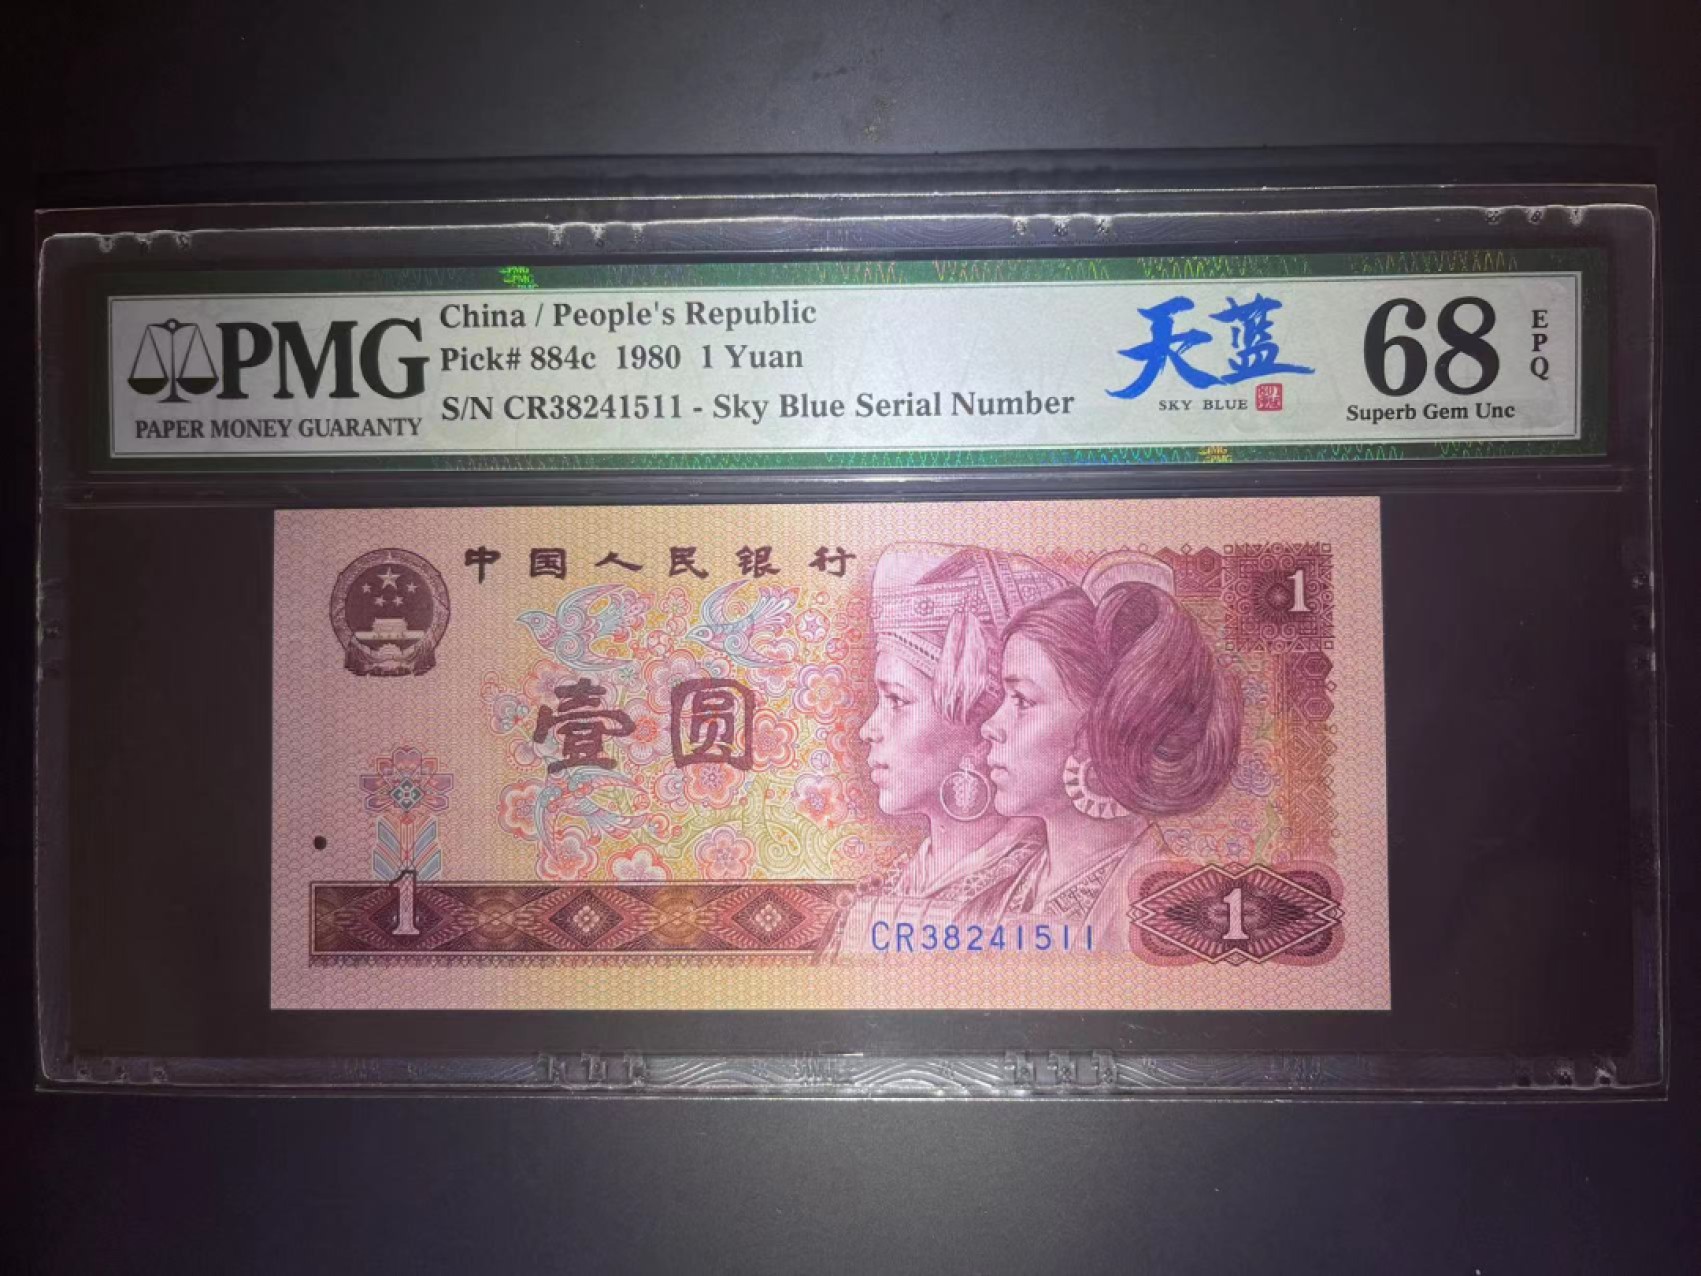 PMG
PAPER MONEY GUARANTY
China / People's Republic
Pick# 884c 1980 1 Yuan
S/N CR38241511 - Sky Blue Serial Number
天蓝
SKY BLUE
68
EPQ
Superb Gem Unc
中国人民银行
1
壹圆
1
CR38241511
1